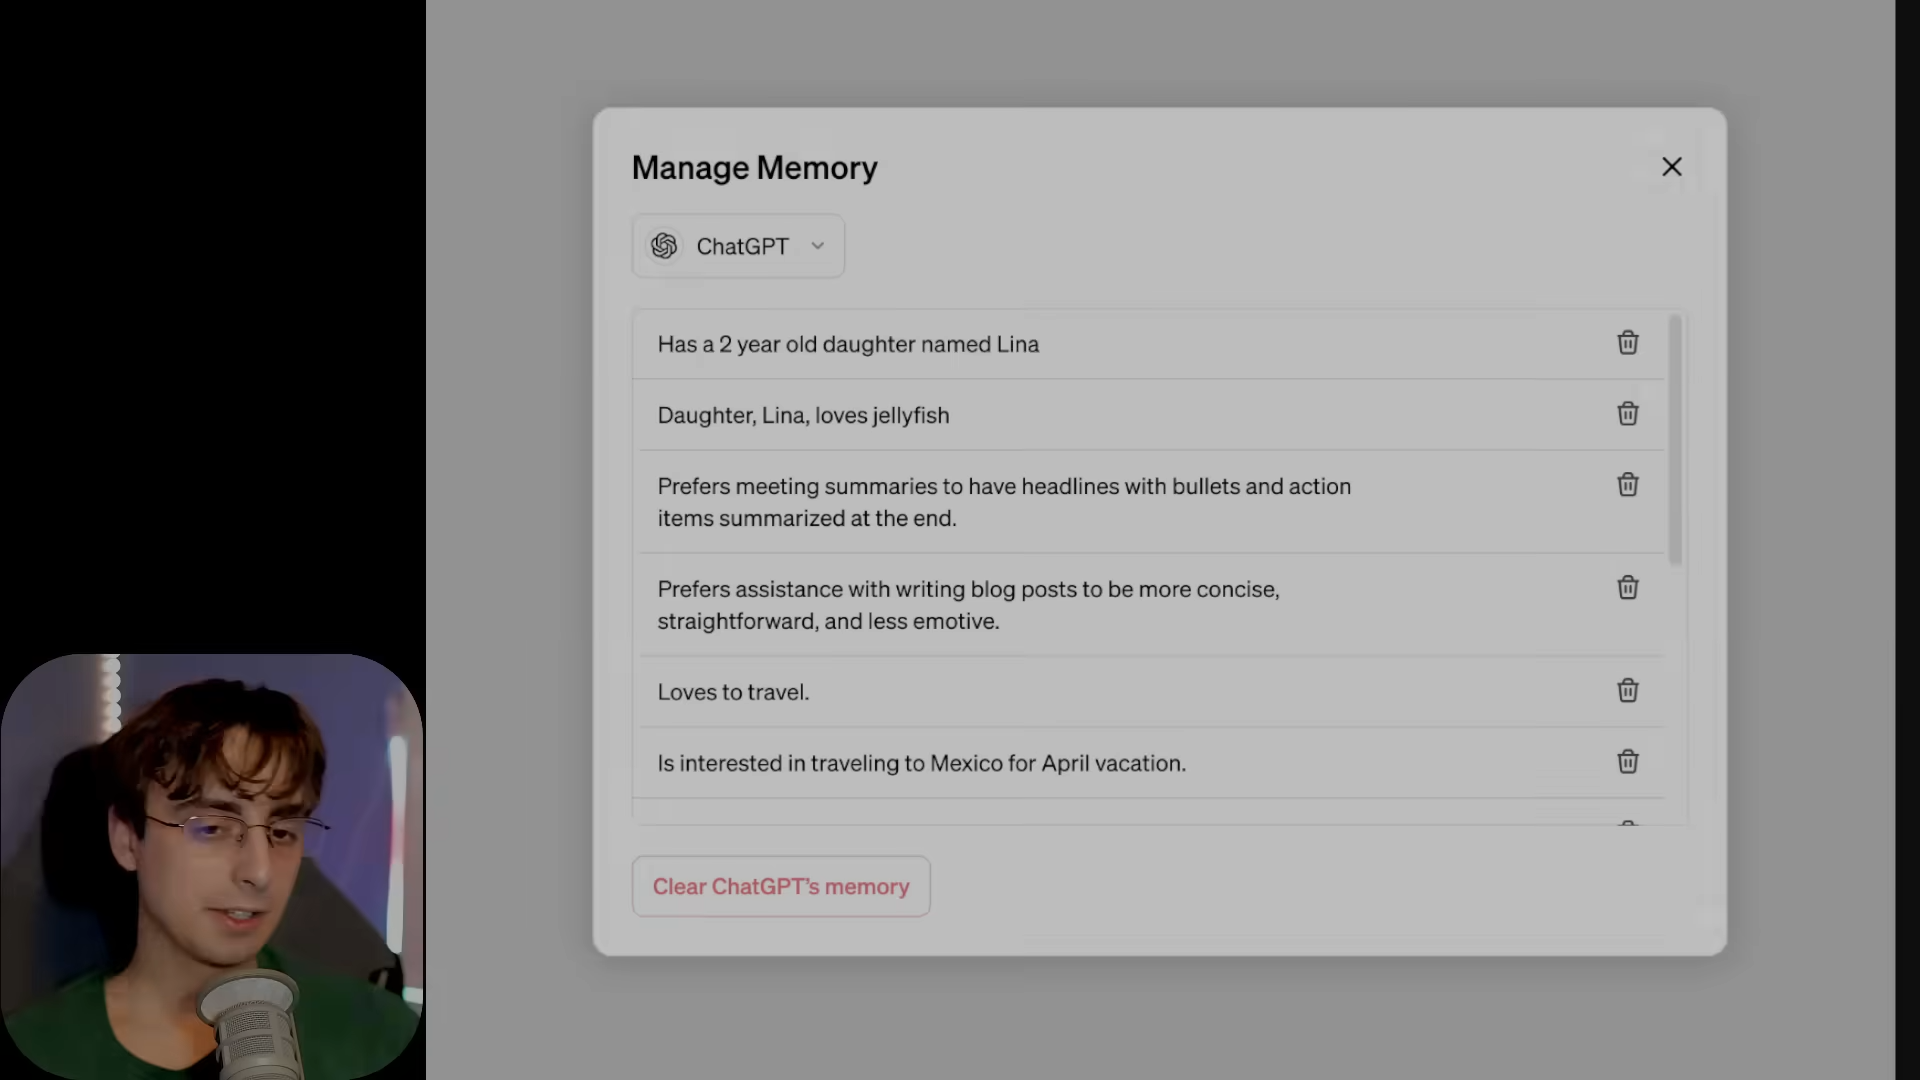 Manage Memory
ChatGPT
Has a 2 year old daughter named Lina
Daughter, Lina, loves jellyfish
Prefers meeting summaries to have headlines with bullets and action
items summarized at the end.
Prefers assistance with writing blog posts to be more concise,
straightforward, and less emotive.
Loves to travel.
Is interested in traveling to Mexico for April vacation.
Clear ChatGPT's memory